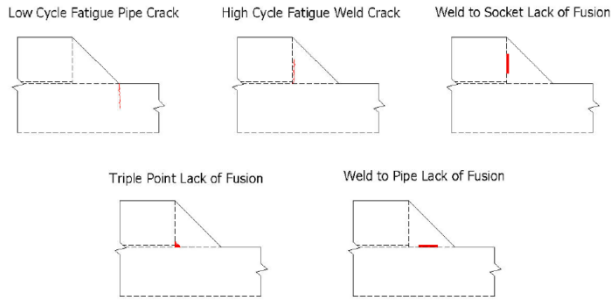 Low Cycle Fatigue Pipe Crack
High Cycle Fatigue Weld Crack
Weld to Socket Lack of Fusion
Triple Point Lack of Fusion
Weld to Pipe Lack of Fusion